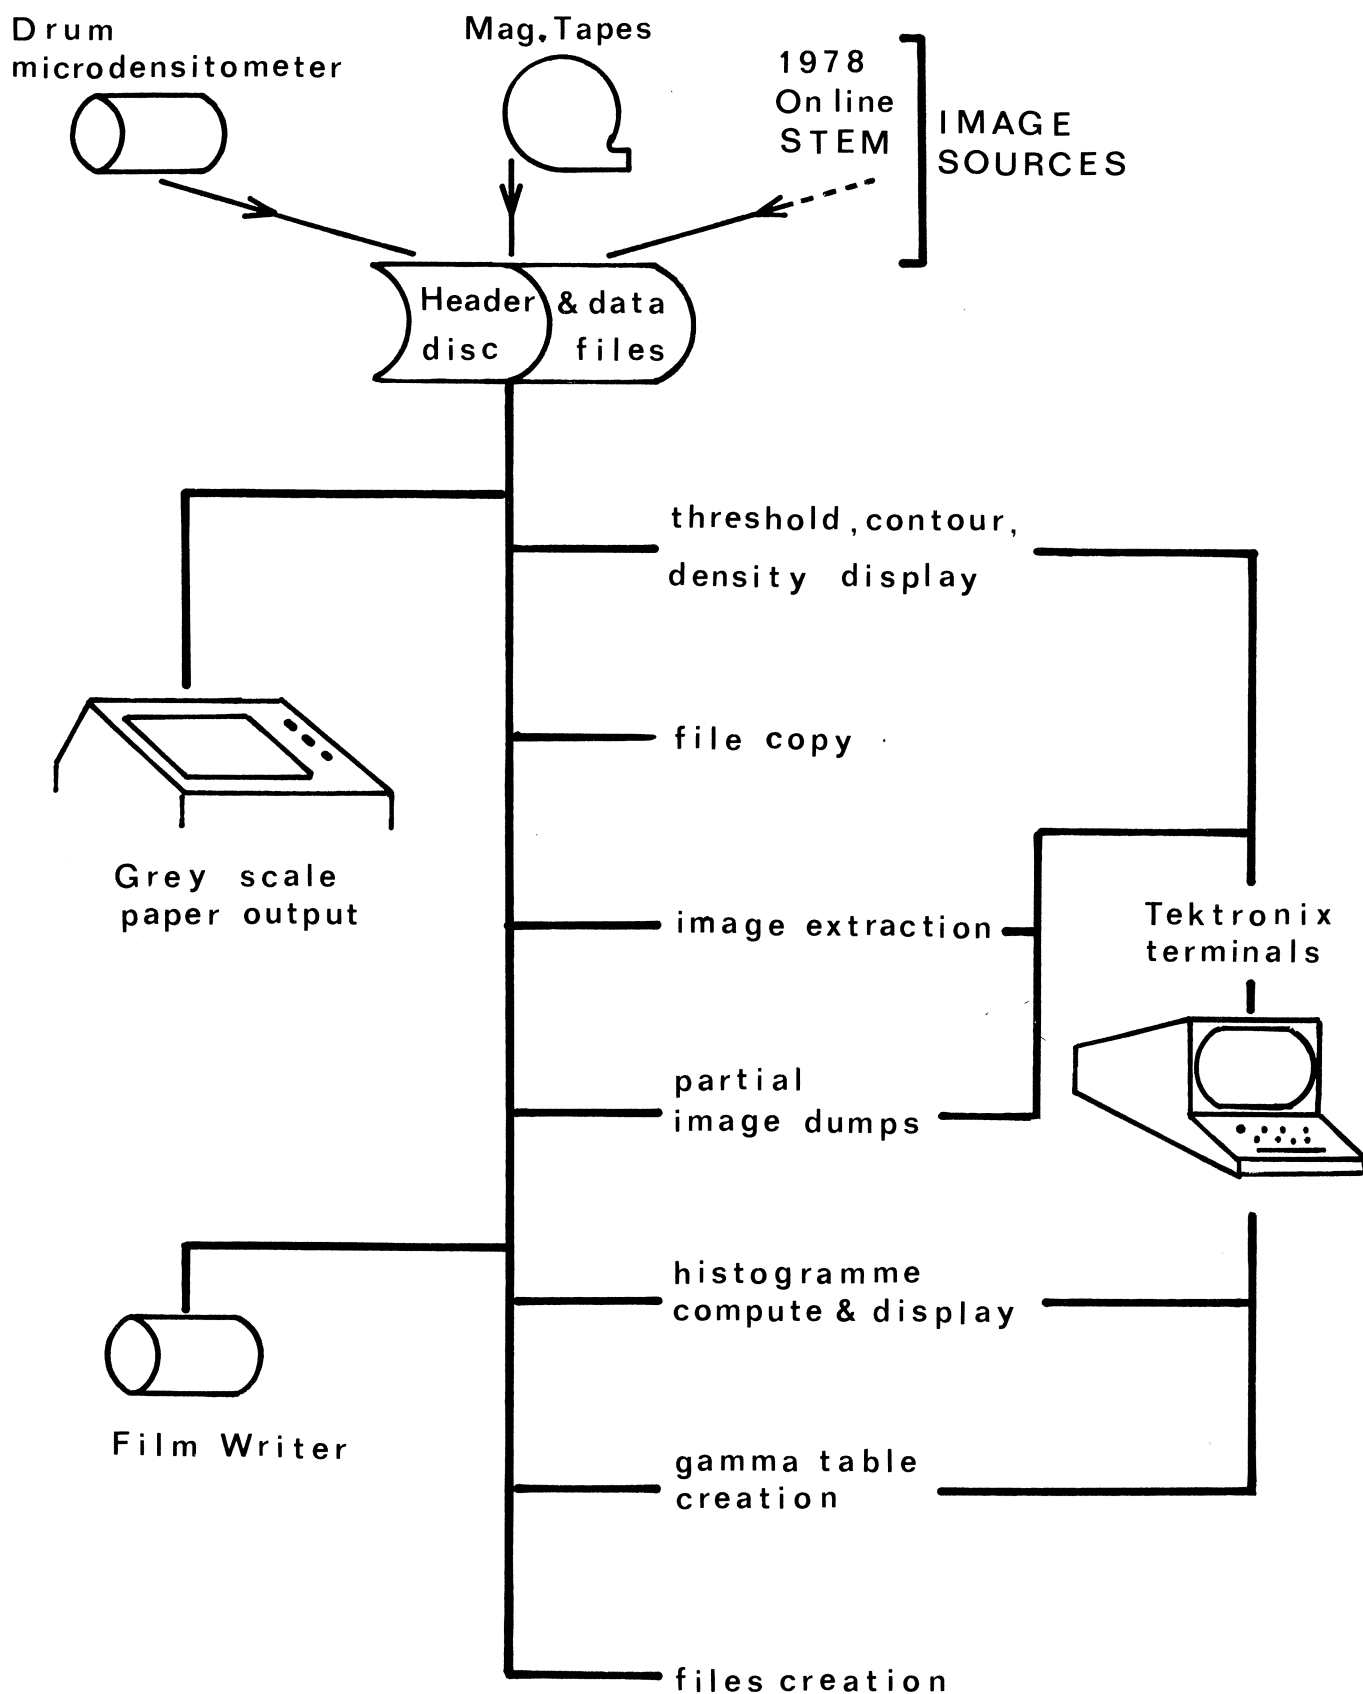 Drum
microdensitometer
Mag. Tapes
1978
On line
STEM
IMAGE
SOURCES
Header & data
disc files
threshold, contour,
density display
file copy
Grey scale
paper output
image extraction
Tektronix
terminals
partial
image dumps
histogramme
compute & display
Film Writer
gamma table
creation
files creation